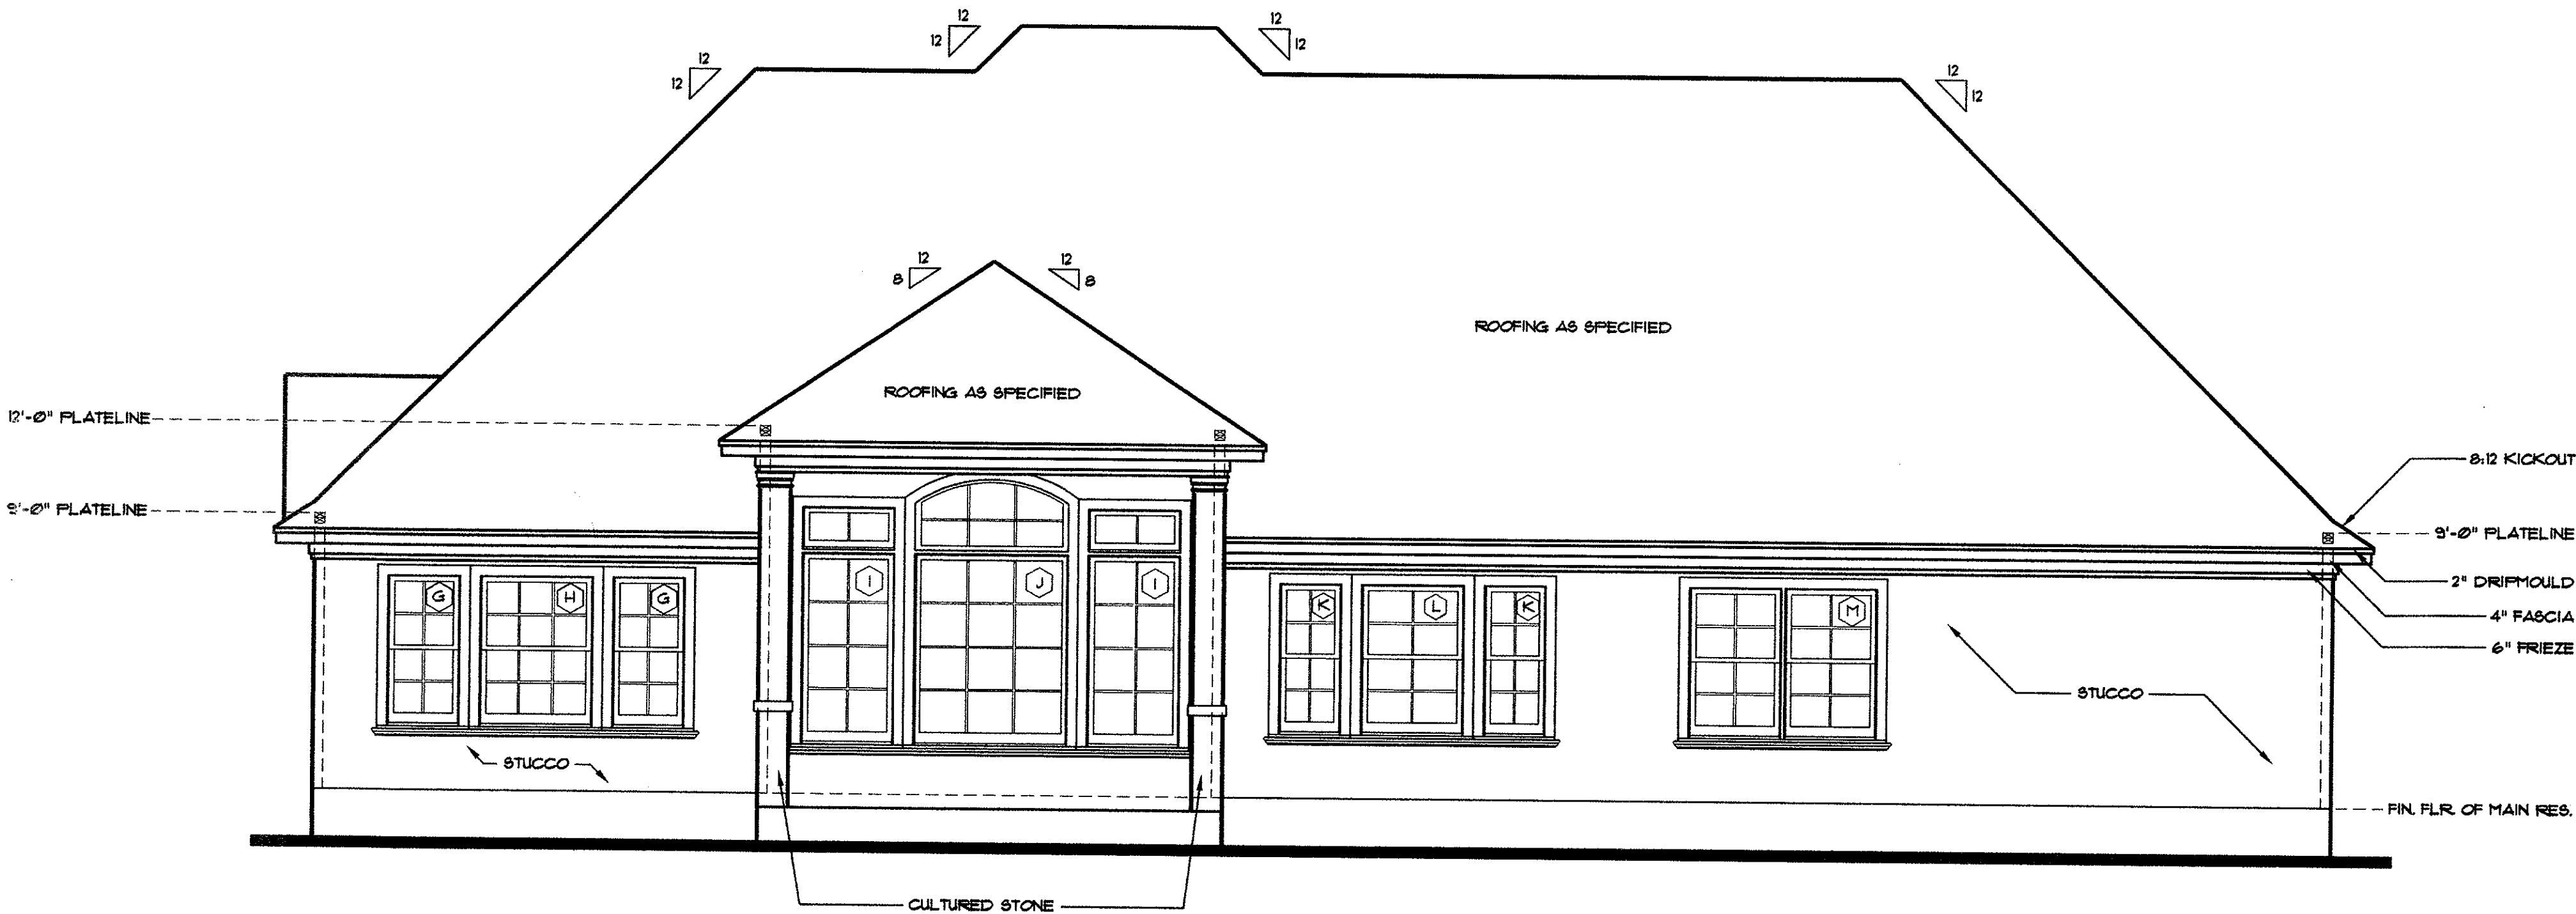 12
12
12
12
12
12
12
12
12
8
12
8
ROOFING AS SPECIFIED
ROOFING AS SPECIFIED
12'-0" PLATELINE
9'-0" PLATELINE
8:12 KICKOUT
9'-0" PLATELINE
2" DRIPMOULD
4" FASCIA
6" FRIEZE
G
H
G
I
J
I
K
L
K
M
STUCCO
STUCCO
FIN. FLR. OF MAIN RES.
CULTURED STONE